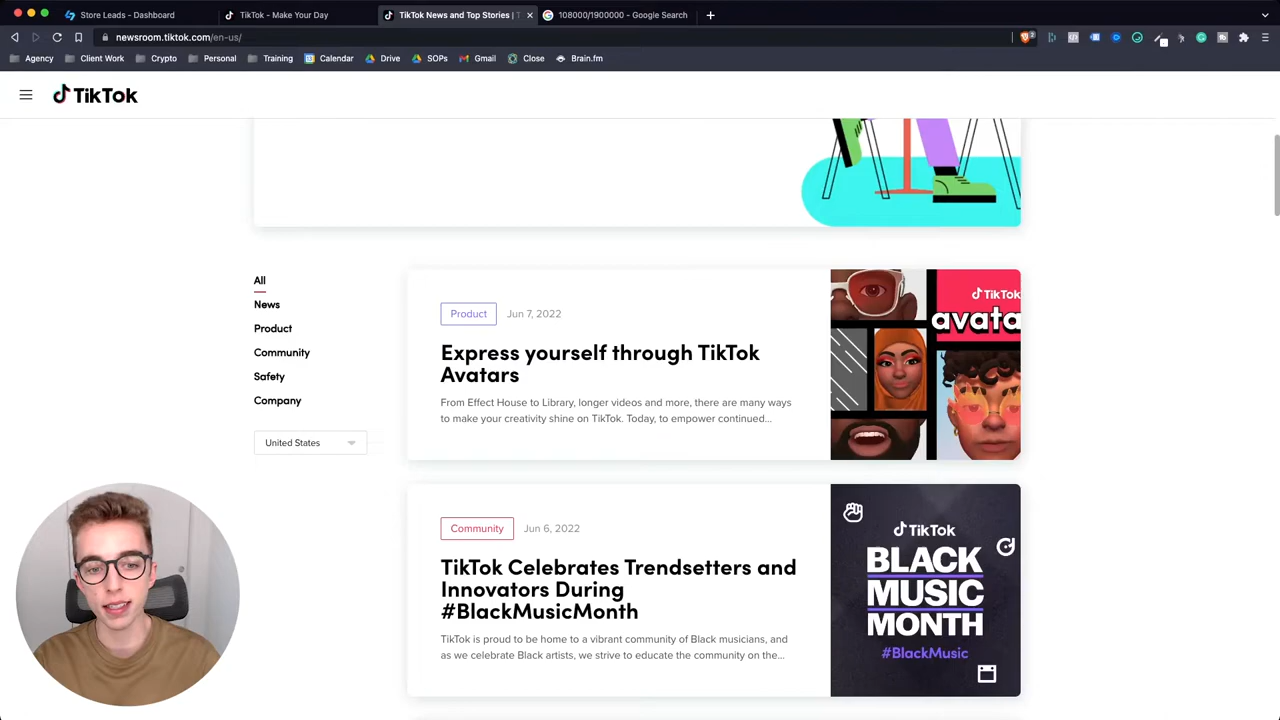 Store Leads - Dashboard
TikTok - Make Your Day
TikTok News and Top Stories | T
108000/1900000 - Google Search
newsroom.tiktok.com/en-us/
Agency
Client Work
Crypto
Personal
Training
Calendar
Drive
SOPs
Gmail
Close
Brain.fm
TikTok
All
News
Product
Community
Safety
Company
United States
Product
Jun 7, 2022
Express yourself through TikTok
Avatars
From Effect House to Library, longer videos and more, there are many ways
to make your creativity shine on TikTok. Today, to empower continued...
TikTok
avata
Community
Jun 6, 2022
TikTok Celebrates Trendsetters and
Innovators During
#BlackMusicMonth
TikTok is proud to be home to a vibrant community of Black musicians, and
as we celebrate Black artists, we strive to educate the community on the...
TikTok
BLACK
MUSIC
MONTH
#BlackMusic